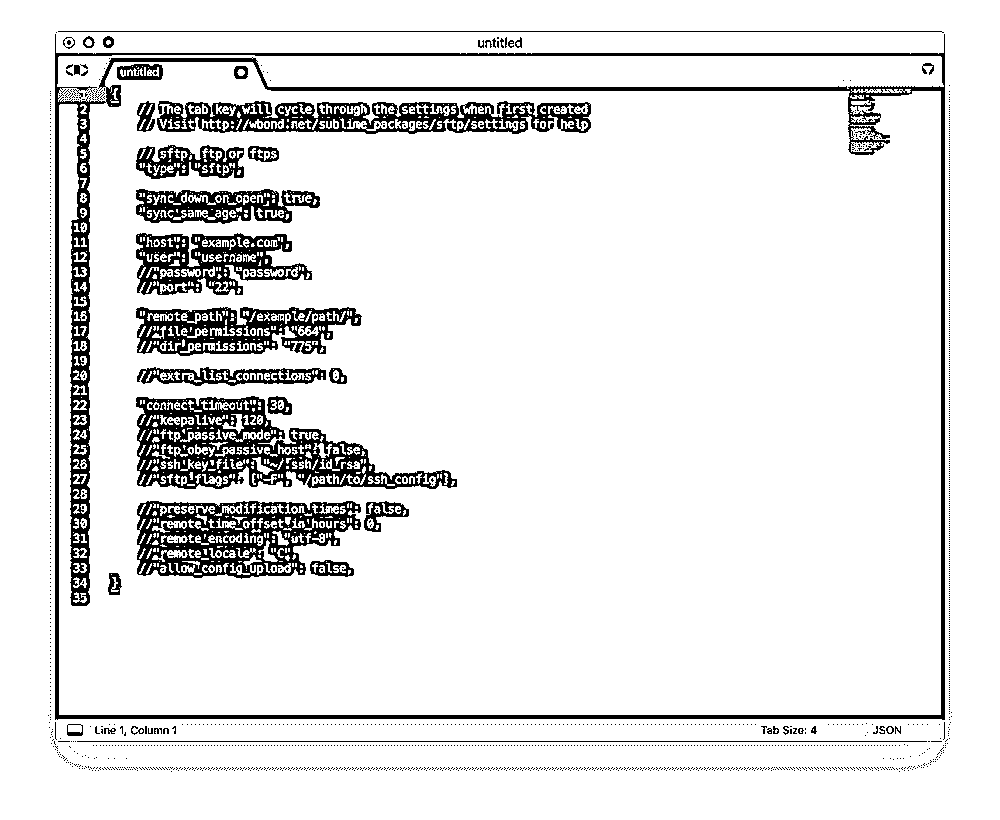 untitled
untitled
1 {
2 // The tab key will cycle through the settings when first created
3 // Visit http://wbond.net/sublime_packages/sftp/settings for help
4
5 // sftp, ftp or ftps
6 "type": "sftp",
7
8 "sync_down_on_open": true,
9 "sync_same_age": true,
10
11 "host": "example.com",
12 "user": "username",
13 //"password": "password",
14 //"port": "22",
15
16 "remote_path": "/example/path/",
17 //"file_permissions": "664",
18 //"dir_permissions": "775",
19
20 //"extra_list_connections": 0,
21
22 "connect_timeout": 30,
23 //"keepalive": 120,
24 //"ftp_passive_mode": true,
25 //"ftp_obey_passive_host": false,
26 //"ssh_key_file": "~/.ssh/id_rsa",
27 //"sftp_flags": ["-F", "/path/to/ssh_config"],
28
29 //"preserve_modification_times": false,
30 //"remote_time_offset_in_hours": 0,
31 //"remote_encoding": "utf-8",
32 //"remote_locale": "C",
33 //"allow_config_upload": false,
34 }
35
Line 1, Column 1 Tab Size: 4 JSON